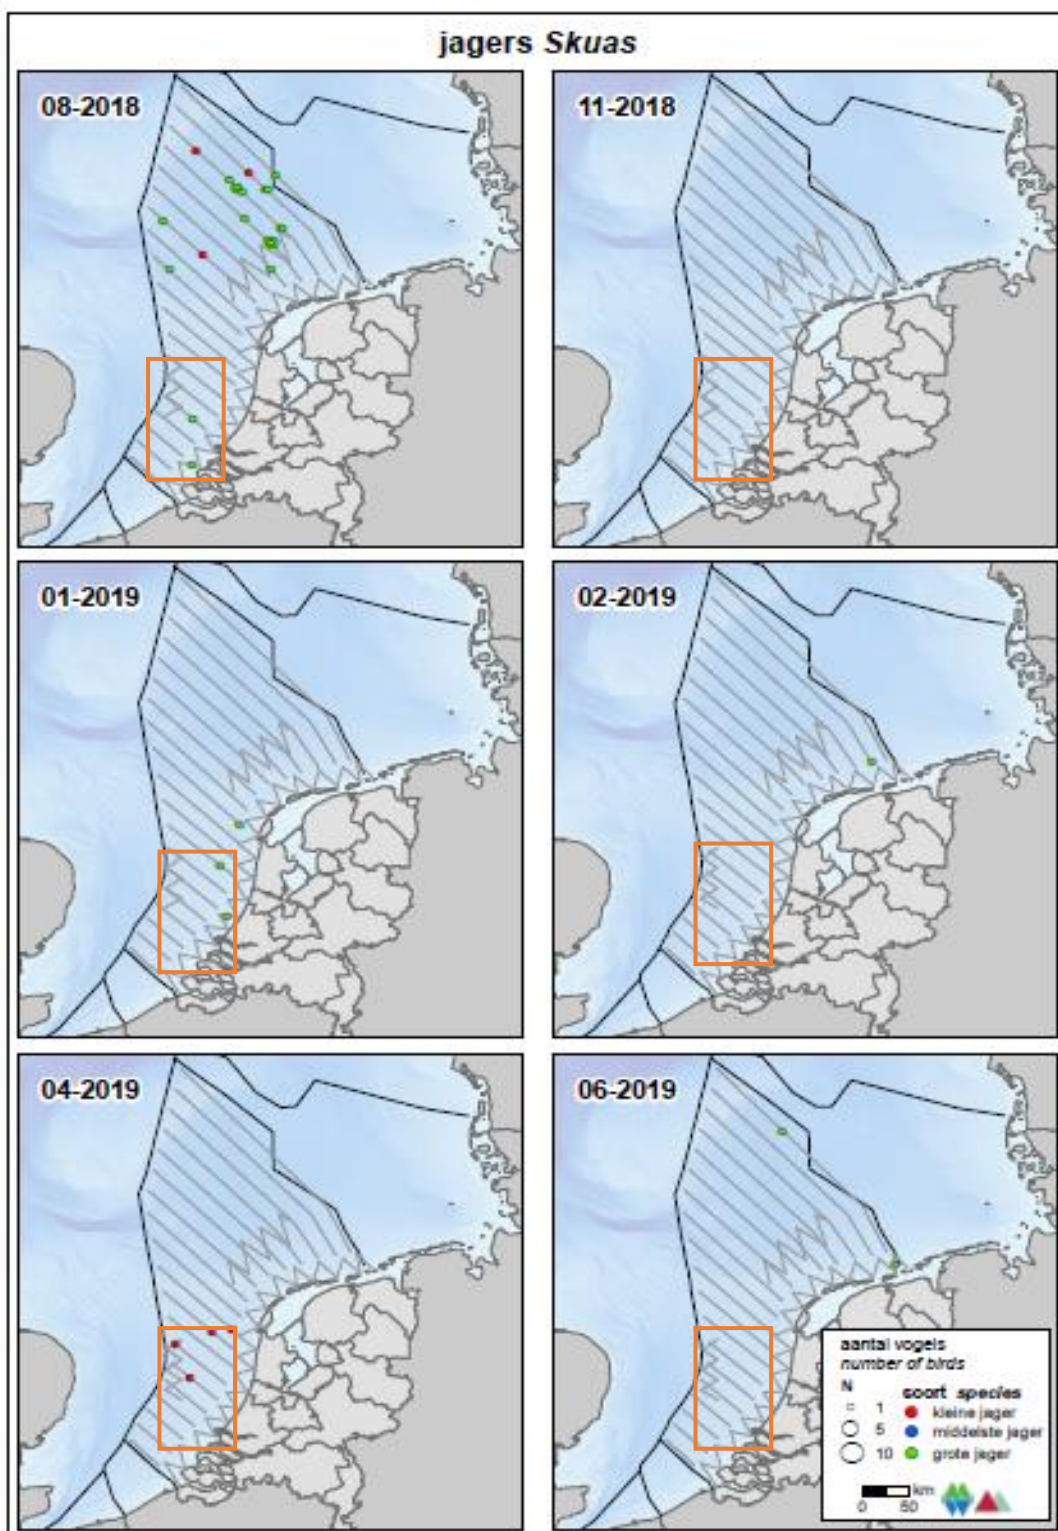 jagers Skuas
08-2018
11-2018
01-2019
02-2019
04-2019
06-2019
aantal vogels
number of birds
N
soort species
1
kleine jager
5
middelste jager
10
grote jager
km
0 50